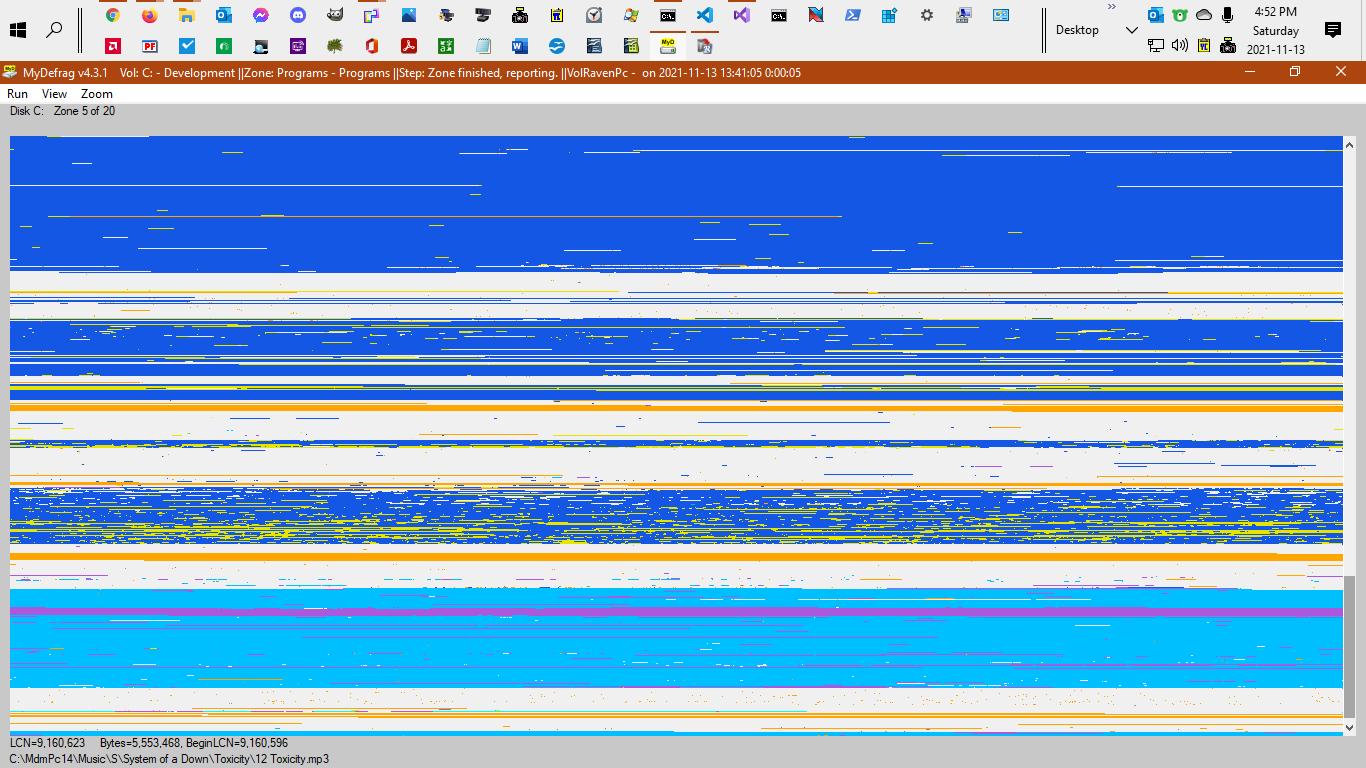 4:52 PM
Saturday
2021-11-13
Desktop
MyDefrag v4.3.1 Vol: C: - Development ||Zone: Programs - Programs ||Step: Zone finished, reporting. ||VolRavenPc - on 2021-11-13 13:41:05 0:00:05
Run View Zoom
Disk C: Zone 5 of 20
LCN=9,160,623 Bytes=5,553,468, BeginLCN=9,160,596
C:\MdmPc14\Music\S\System of a Down\Toxicity\12 Toxicity.mp3